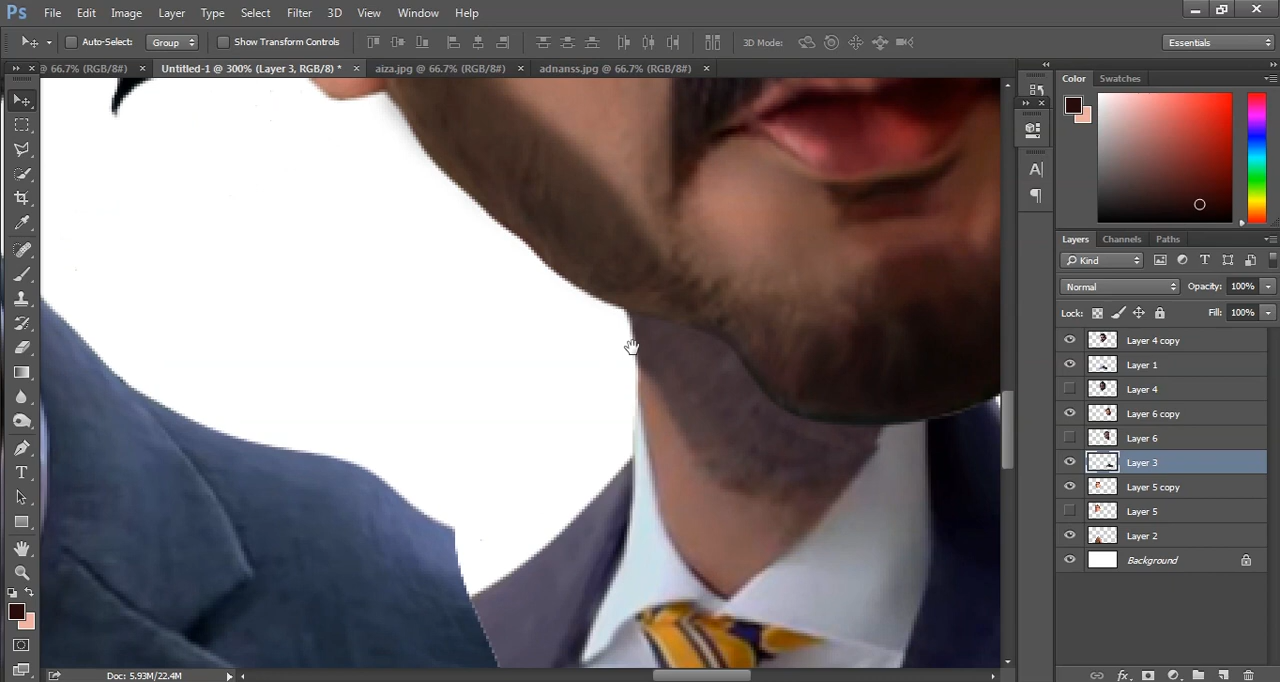 Ps File Edit Image Layer Type Select Filter 3D View Window Help
Auto-Select: Group Show Transform Controls 3D Mode: Essentials
@ 66.7% (RGB/8#) × Untitled-1 @ 300% (Layer 3, RGB/8) * × aiza.jpg @ 66.7% (RGB/8#) × adnanss.jpg @ 66.7% (RGB/8#) ×
Color Swatches
Layers Channels Paths
Kind
Normal Opacity: 100%
Lock: Fill: 100%
Layer 4 copy
Layer 1
Layer 4
Layer 6 copy
Layer 6
Layer 3
Layer 5 copy
Layer 5
Layer 2
Background
Doc: 5.93M/22.4M